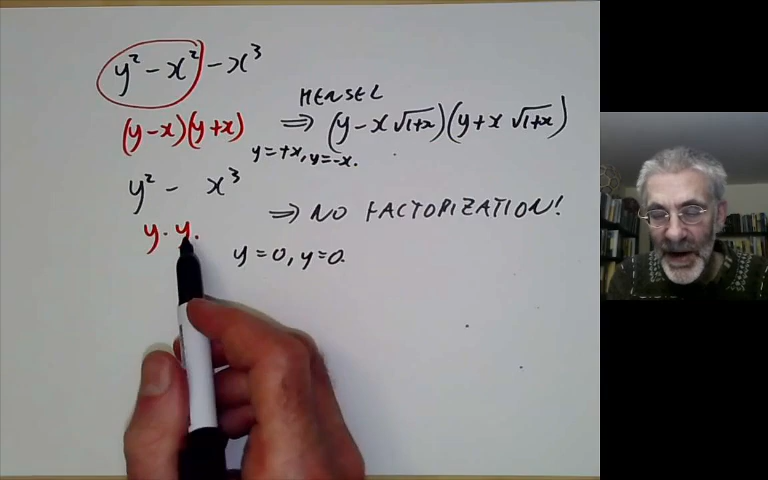 y² - x² - x³
HENSEL
(y-x)(y+x) ⇒ (y - x √1+x)(y + x √1+x)
y=+x, y=-x.
y² - x³
⇒ NO FACTORIZATION!
y · y.
y=0, y=0.